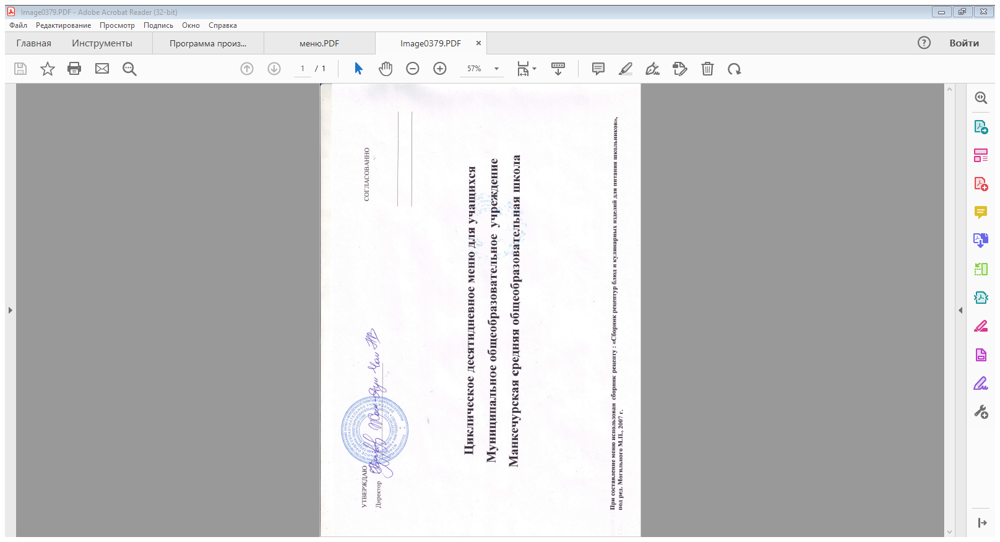 Image0379.PDF - Adobe Acrobat Reader (32-bit)
Файл Редактирование Просмотр Подпись Окно Справка
Главная Инструменты Программа произ... меню.PDF Image0379.PDF Войти
1 / 1 57%
УТВЕРЖДАЮ
Директор
СОГЛАСОВАННО
Циклическое десятидневное меню для учащихся
Муниципальное общеобразовательное учреждение
Манкечурская средняя общеобразовательная школа
При составление меню использован сборник рецепту : «Сборник рецептур блюд и кулинарных изделий для питания школьников»,
под ред. Могильного М.П., 2007 г.